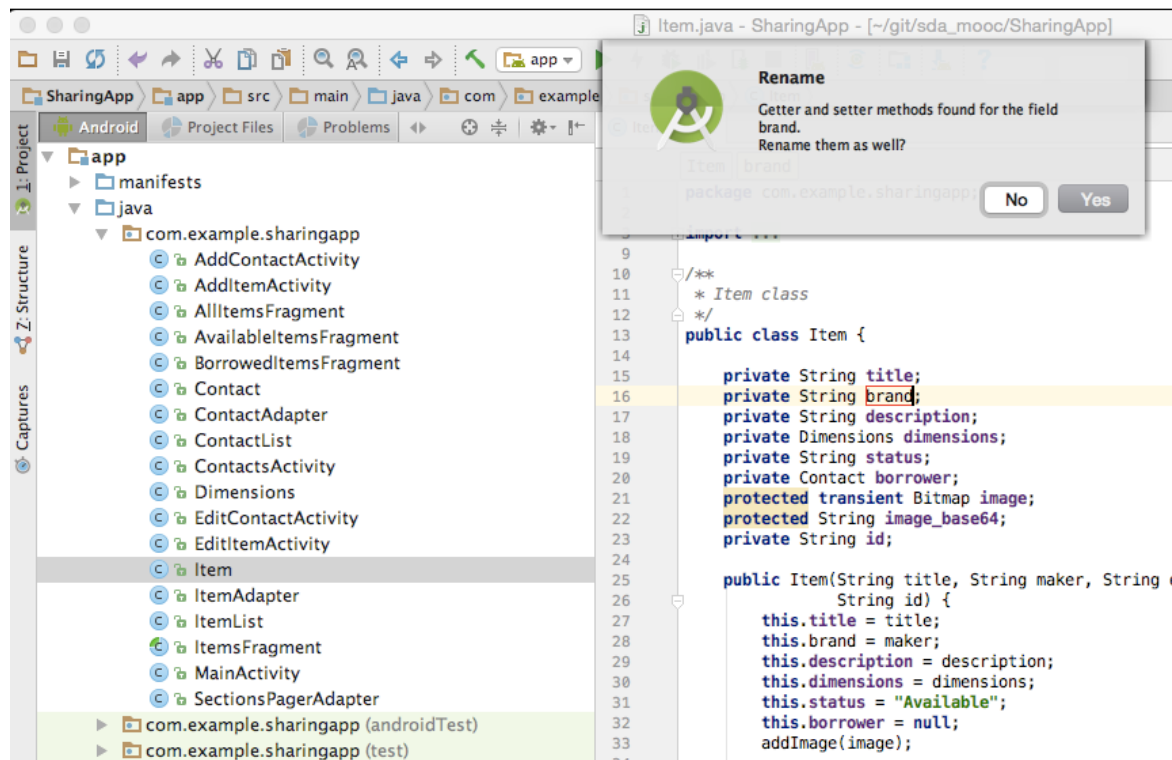 Item.java - SharingApp - [~/git/sda_mooc/SharingApp]
app
SharingApp app src main java com example
Android Project Files Problems
1: Project
Z: Structure
Captures
app
manifests
java
com.example.sharingapp
AddContactActivity
AddItemActivity
AllItemsFragment
AvailableItemsFragment
BorrowedItemsFragment
Contact
ContactAdapter
ContactList
ContactsActivity
Dimensions
EditContactActivity
EditItemActivity
Item
ItemAdapter
ItemList
ItemsFragment
MainActivity
SectionsPagerAdapter
com.example.sharingapp (androidTest)
com.example.sharingapp (test)
Rename
Getter and setter methods found for the field
brand.
Rename them as well?
No Yes
Item brand
package com.example.sharingapp;
import ...
9
10 /**
11 * Item class
12 */
13 public class Item {
14
15 private String title;
16 private String brand;
17 private String description;
18 private Dimensions dimensions;
19 private String status;
20 private Contact borrower;
21 protected transient Bitmap image;
22 protected String image_base64;
23 private String id;
24
25 public Item(String title, String maker, String
26 String id) {
27 this.title = title;
28 this.brand = maker;
29 this.description = description;
30 this.dimensions = dimensions;
31 this.status = "Available";
32 this.borrower = null;
33 addImage(image);